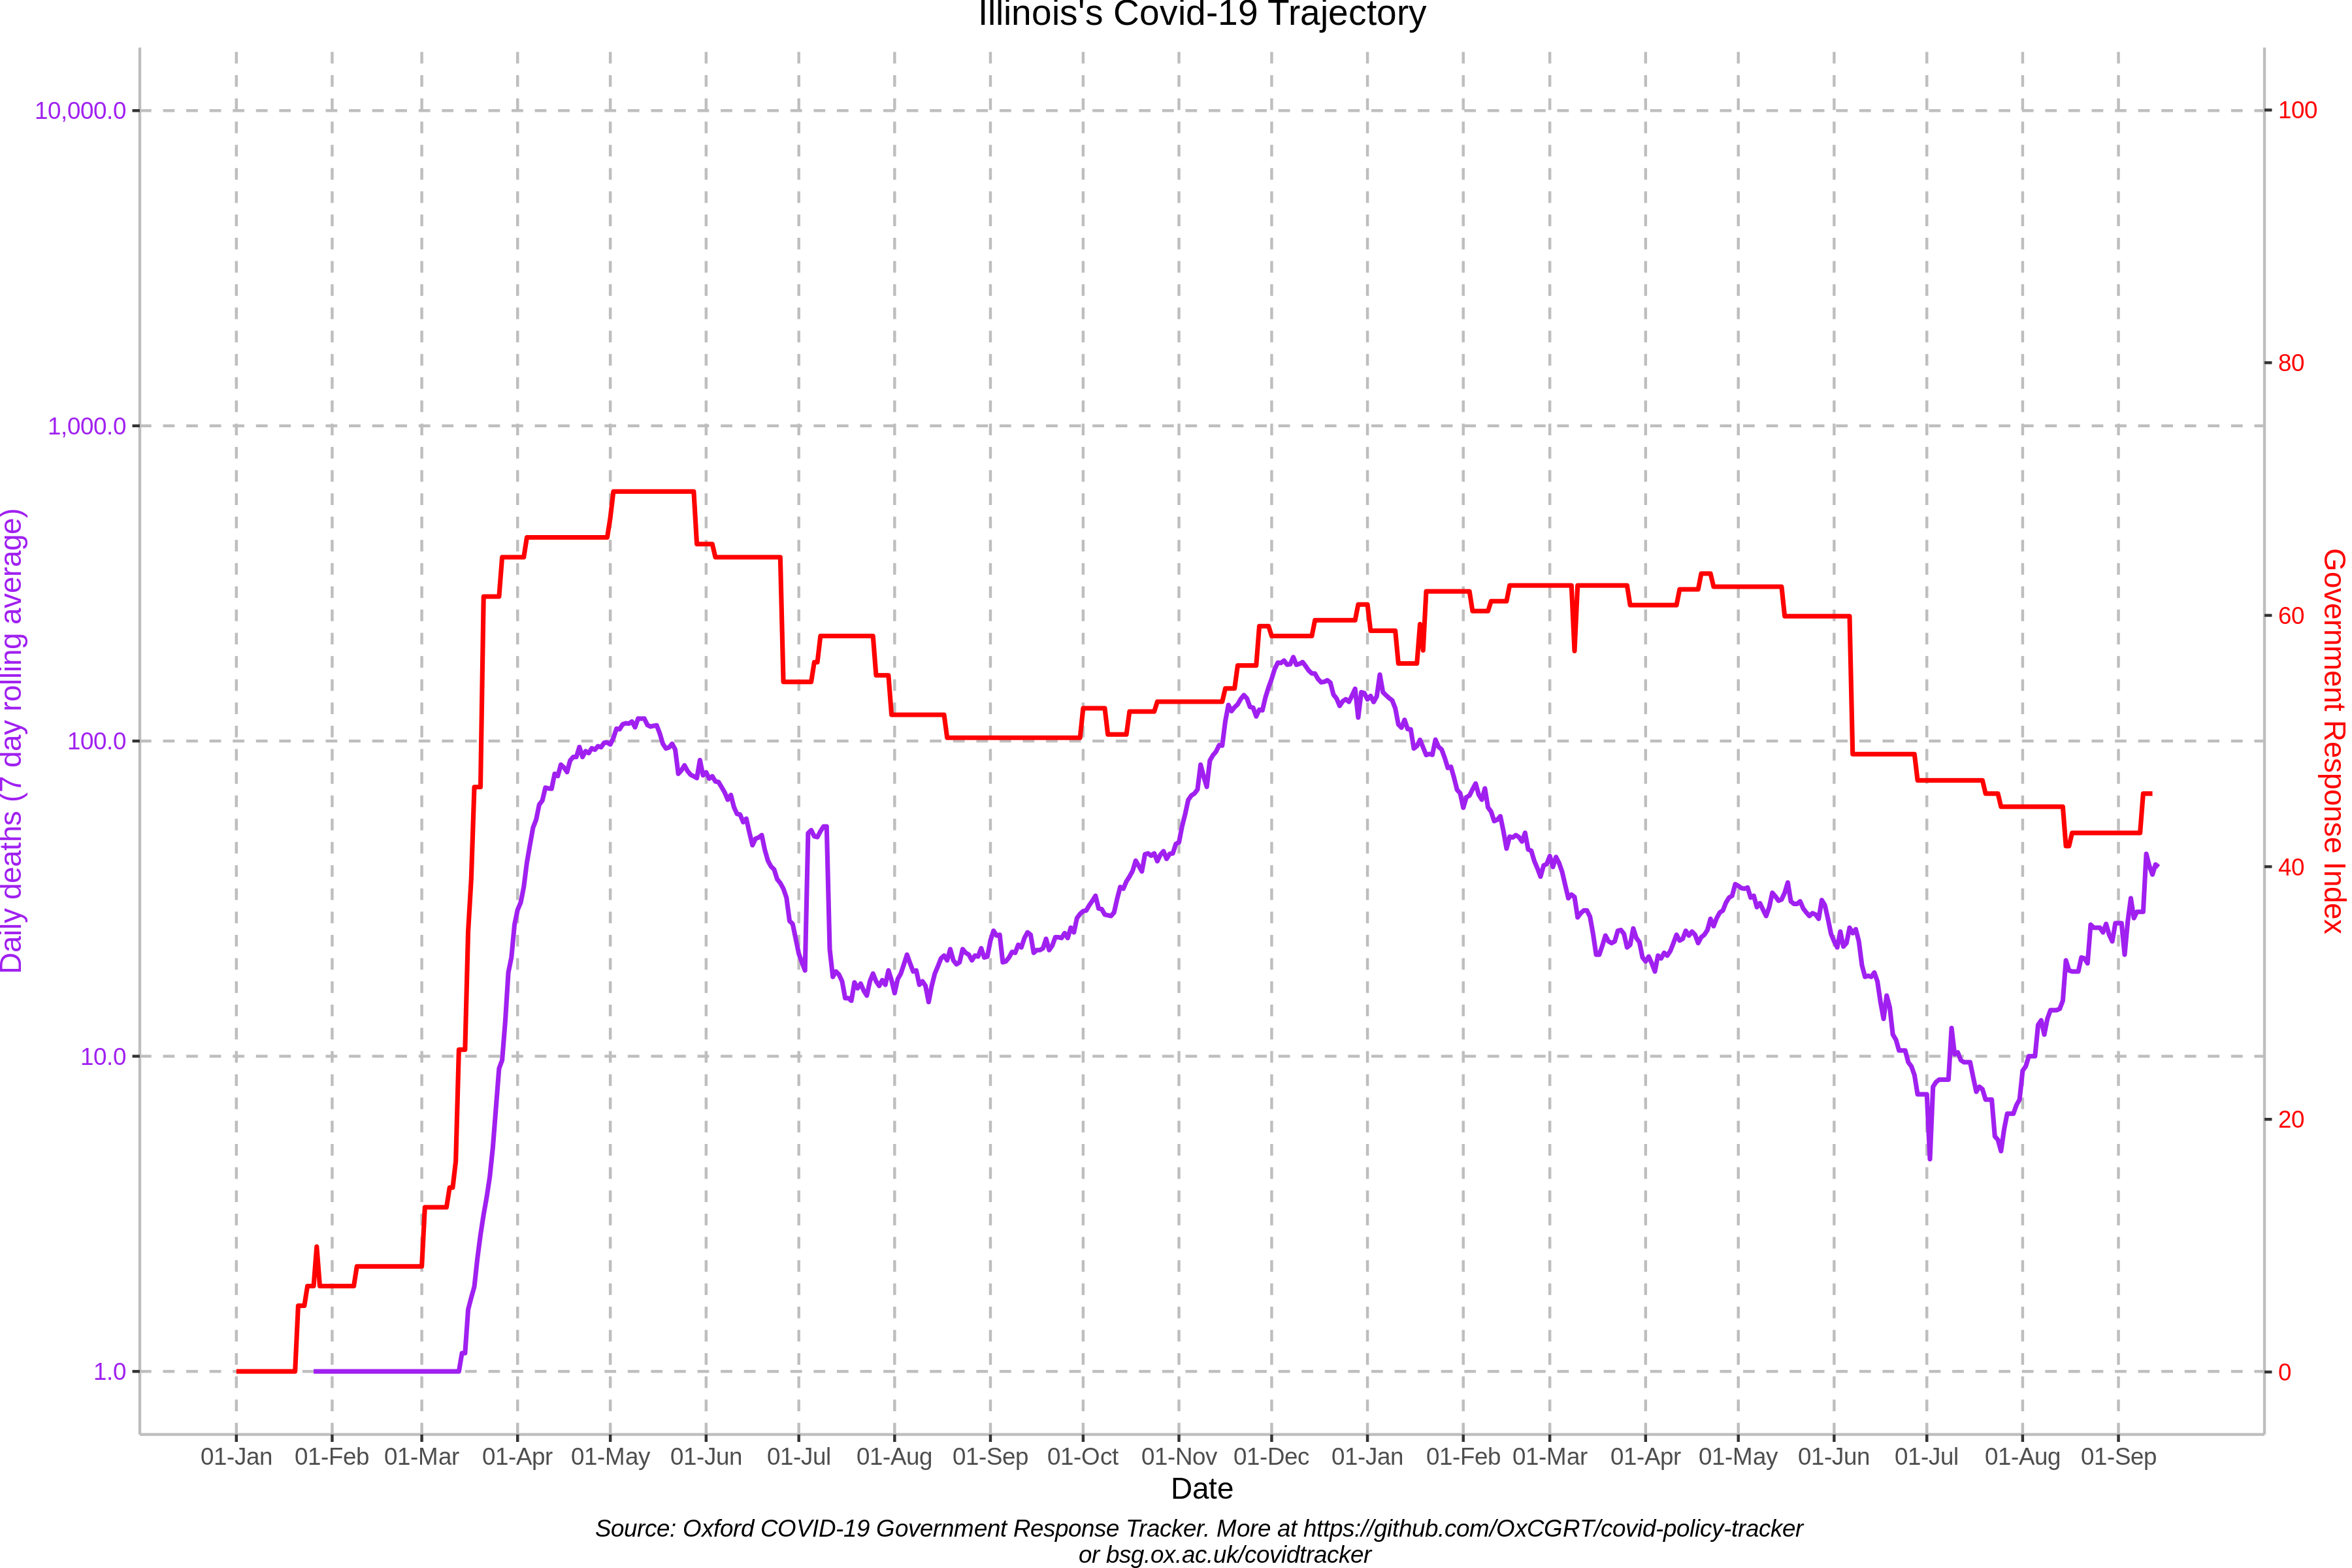 Illinois's Covid-19 Trajectory
10,000.0
1,000.0
100.0
10.0
1.0
Daily deaths (7 day rolling average)
100
80
60
40
20
0
Government Response Index
01-Jan 01-Feb 01-Mar 01-Apr 01-May 01-Jun 01-Jul 01-Aug 01-Sep 01-Oct 01-Nov 01-Dec 01-Jan 01-Feb 01-Mar 01-Apr 01-May 01-Jun 01-Jul 01-Aug 01-Sep
Date
Source: Oxford COVID-19 Government Response Tracker. More at https://github.com/OxCGRT/covid-policy-tracker
or bsg.ox.ac.uk/covidtracker